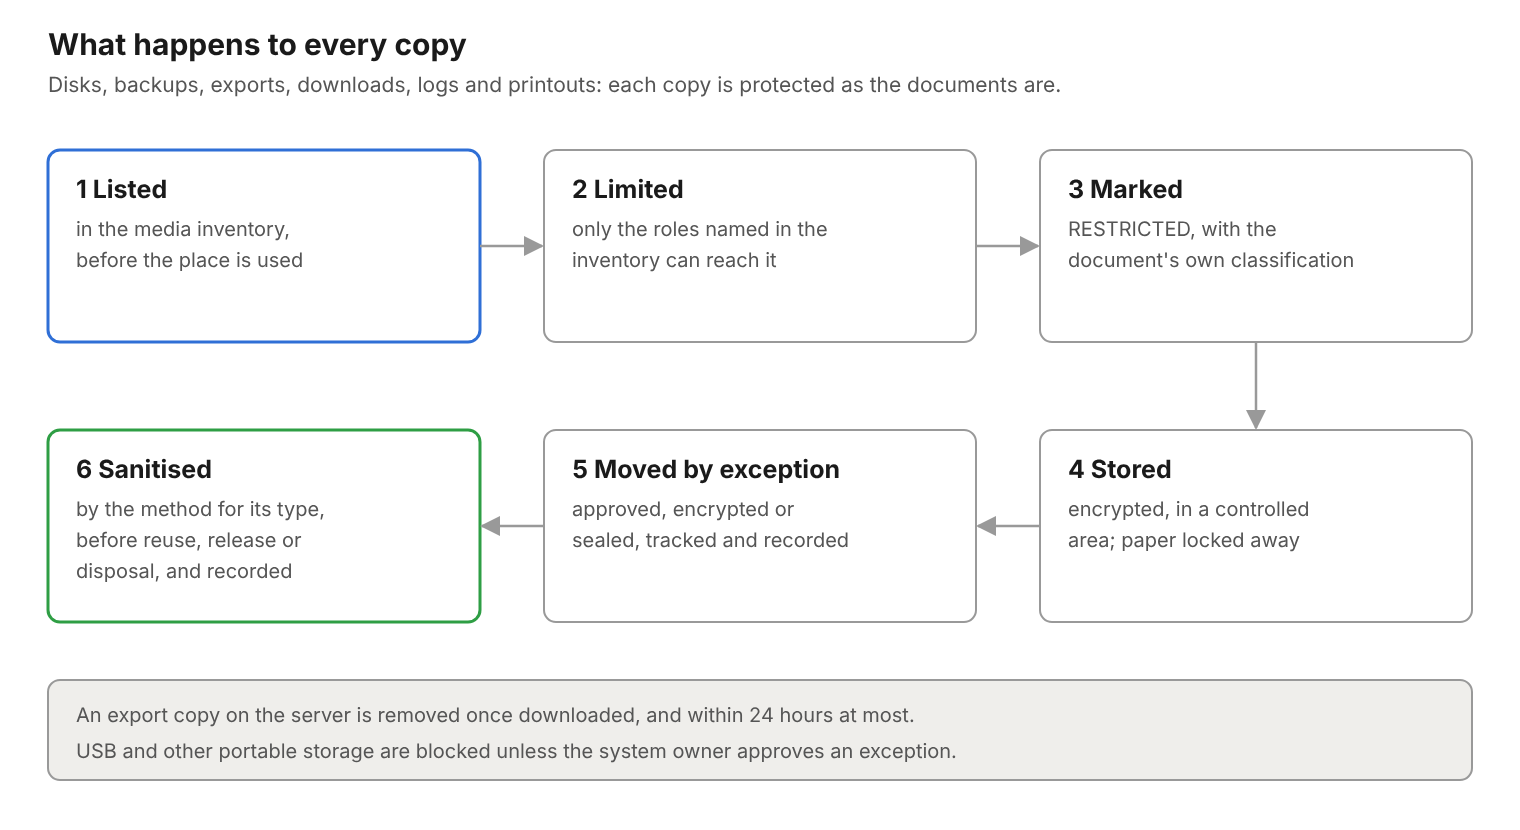 What happens to every copy
Disks, backups, exports, downloads, logs and printouts: each copy is protected as the documents are.
1 Listed
in the media inventory,
before the place is used
2 Limited
only the roles named in the
inventory can reach it
3 Marked
RESTRICTED, with the
document's own classification
4 Stored
encrypted, in a controlled
area; paper locked away
5 Moved by exception
approved, encrypted or
sealed, tracked and recorded
6 Sanitised
by the method for its type,
before reuse, release or
disposal, and recorded
An export copy on the server is removed once downloaded, and within 24 hours at most.
USB and other portable storage are blocked unless the system owner approves an exception.